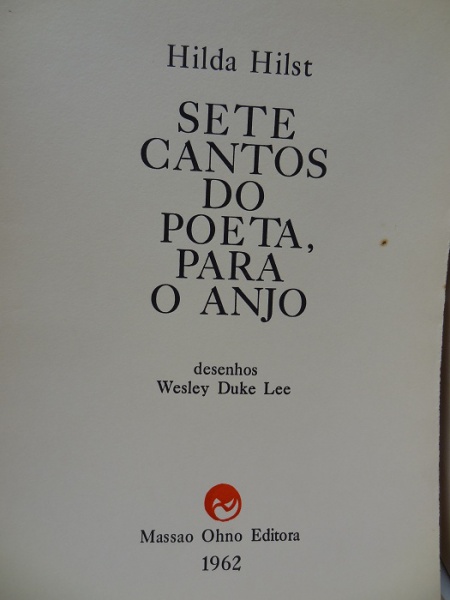 Hilda Hilst
SETE
CANTOS
DO
POETA,
PARA
O ANJO
desenhos
Wesley Duke Lee
Massao Ohno Editora
1962